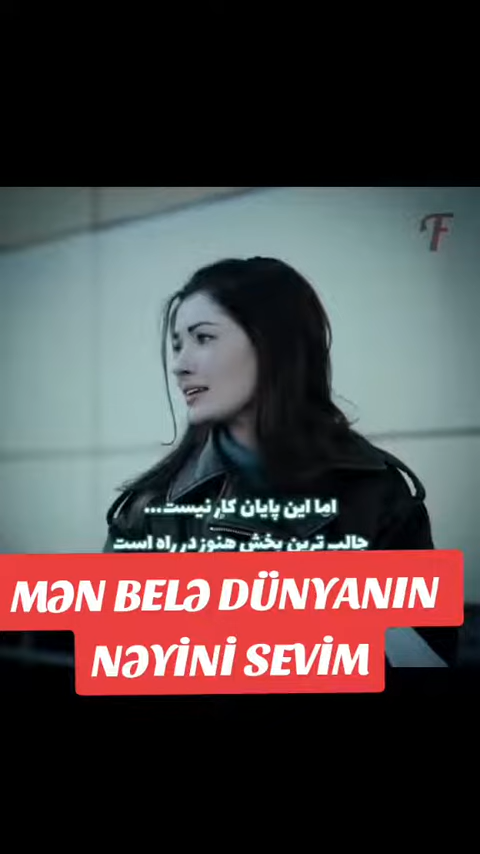 F
اما این پایان کار نیست...
جالب ترین بخش هنوز در راه است
MƏN BELƏ DÜNYANIN
NƏYİNİ SEVİM